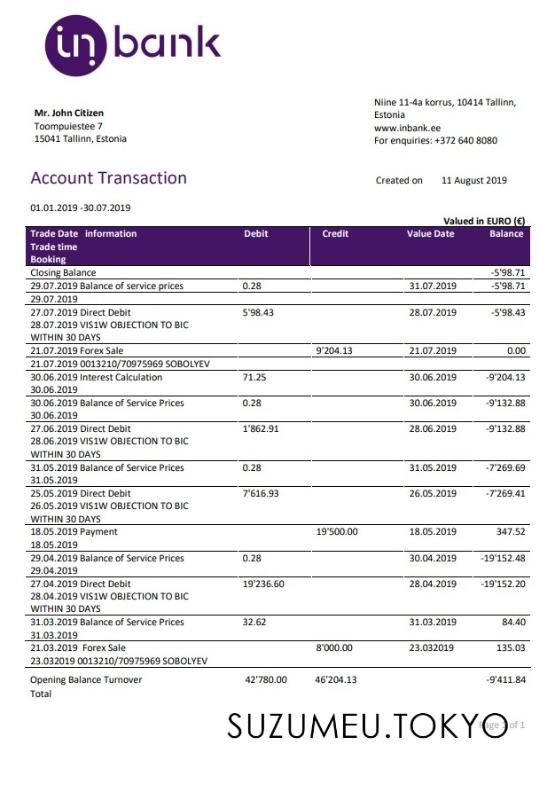 in bank
Mr. John Citizen
Toompuiestee 7
15041 Tallinn, Estonia
Niine 11-4a korrus, 10414 Tallinn,
Estonia
www.inbank.ee
For enquiries: +372 640 8080
Account Transaction
Created on 11 August 2019
01.01.2019 -30.07.2019
Valued in EURO (€)
Trade Date information Debit Credit Value Date Balance
Trade time
Booking
Closing Balance -5'98.71
29.07.2019 Balance of service prices 0.28 31.07.2019 -5'98.71
29.07.2019
27.07.2019 Direct Debit 5'98.43 28.07.2019 -5'98.43
28.07.2019 VIS1W OBJECTION TO BIC
WITHIN 30 DAYS
21.07.2019 Forex Sale 9'204.13 21.07.2019 0.00
21.07.2019 0013210/70975969 SOBOLYEV
30.06.2019 Interest Calculation 71.25 30.06.2019 -9'204.13
30.06.2019
30.06.2019 Balance of Service Prices 0.28 30.06.2019 -9'132.88
30.06.2019
27.06.2019 Direct Debit 1'862.91 28.06.2019 -9'132.88
28.06.2019 VIS1W OBJECTION TO BIC
WITHIN 30 DAYS
31.05.2019 Balance of Service Prices 0.28 31.05.2019 -7'269.69
31.05.2019
25.05.2019 Direct Debit 7'616.93 26.05.2019 -7'269.41
26.05.2019 VIS1W OBJECTION TO BIC
WITHIN 30 DAYS
18.05.2019 Payment 19'500.00 18.05.2019 347.52
18.05.2019
29.04.2019 Balance of Service Prices 0.28 30.04.2019 -19'152.48
29.04.2019
27.04.2019 Direct Debit 19'236.60 28.04.2019 -19'152.20
28.04.2019 VIS1W OBJECTION TO BIC
WITHIN 30 DAYS
31.03.2019 Balance of Service Prices 32.62 31.03.2019 84.40
31.03.2019
21.03.2019 Forex Sale 8'000.00 23.032019 135.03
23.032019 0013210/70975969 SOBOLYEV
Opening Balance Turnover 42'780.00 46'204.13 -9'411.84
Total
SUZUMEU.TOKYO
Page 1 of 1